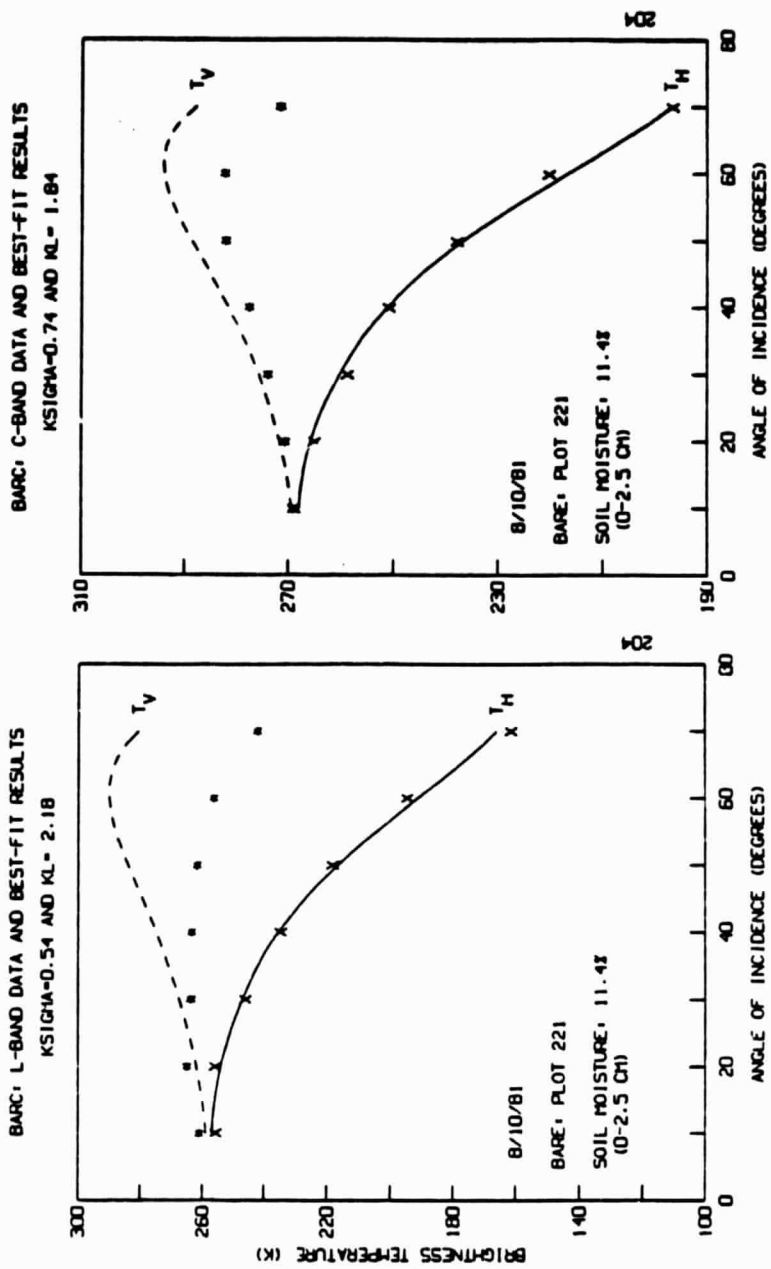 BARC: L-BAND DATA AND BEST-FIT RESULTS
KSIGMA=0.54 AND KL= 2.18
BRIGHTNESS TEMPERATURE (K)
300
260
220
180
140
100
TV
TH
8/10/81
BARE: PLOT 221
SOIL MOISTURE: 11.4%
(0-2.5 CM)
0 20 40 60 80
ANGLE OF INCIDENCE (DEGREES)
204
BARC: C-BAND DATA AND BEST-FIT RESULTS
KSIGMA=0.74 AND KL= 1.84
310
270
230
190
TV
TH
8/10/81
BARE: PLOT 221
SOIL MOISTURE: 11.4%
(0-2.5 CM)
0 20 40 60 80
ANGLE OF INCIDENCE (DEGREES)
204